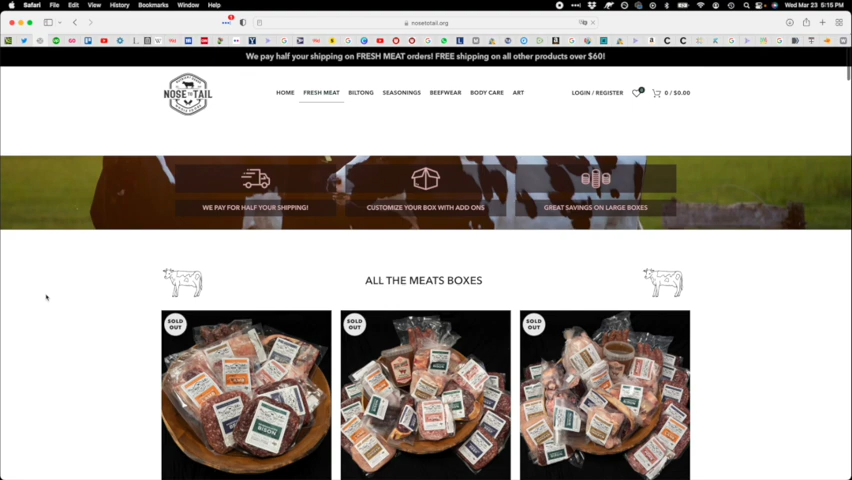 Safari File Edit View History Bookmarks Window Help
Wed Mar 23 5:15 PM
nosetotail.org
We pay half your shipping on FRESH MEAT orders! FREE shipping on all other products over $60!
NOSE TO TAIL
HOME FRESH MEAT BILTONG SEASONINGS BEEFWEAR BODY CARE ART
LOGIN / REGISTER 0 0 / $0.00
WE PAY FOR HALF YOUR SHIPPING! CUSTOMIZE YOUR BOX WITH ADD ONS GREAT SAVINGS ON LARGE BOXES
ALL THE MEATS BOXES
SOLD OUT
SOLD OUT
SOLD OUT
BISON